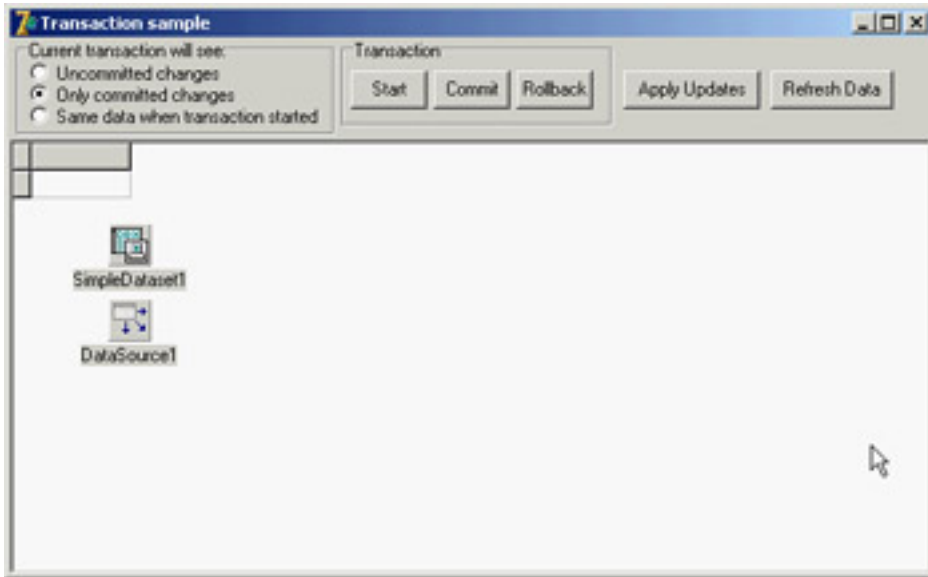 Transaction sample
Current transaction will see:
Uncommitted changes
Only committed changes
Same data when transaction started
Transaction
Start
Commit
Rollback
Apply Updates
Refresh Data
SimpleDataset1
DataSource1